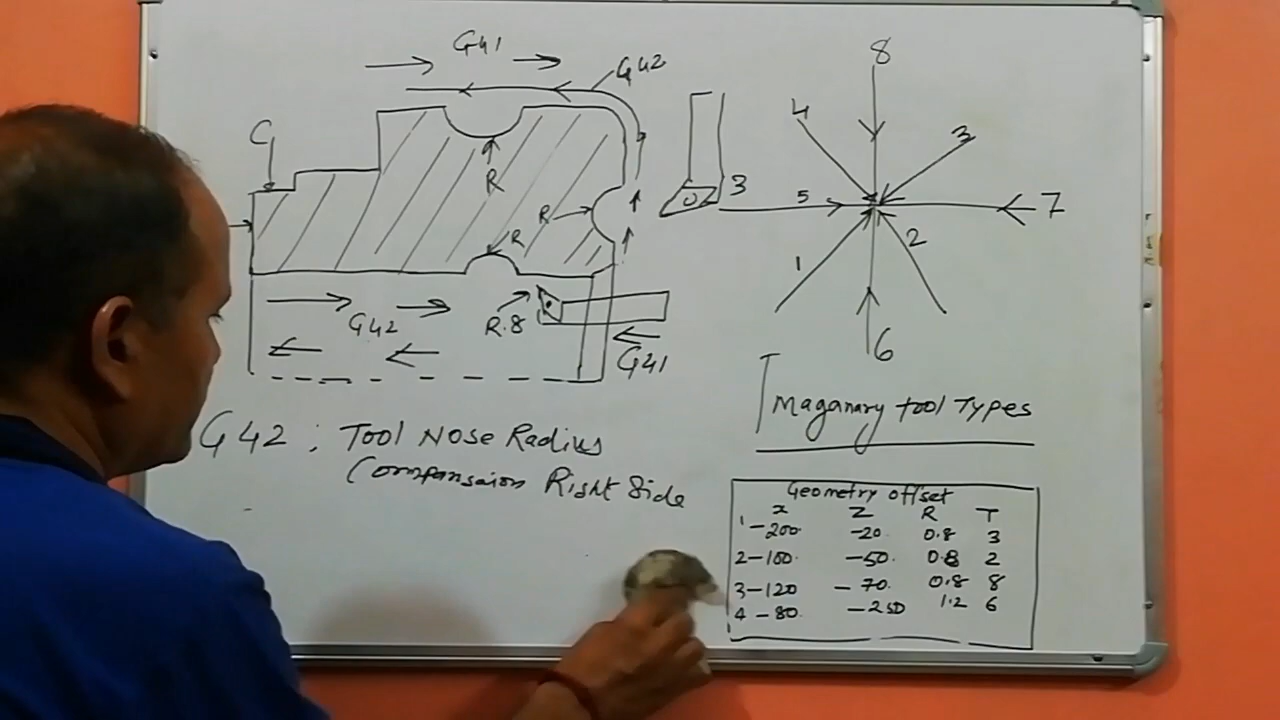 G41
G42
8
C
4
3
R
3
5
7
R
R
2
1
R.8
G42
G41
6
Imaganary tool Types
G42 : Tool Nose Radius
Compansaion Right Side
Geometry offset
x Z R T
1 -200. -20. 0.8 3
2 -100. -50. 0.8 2
3 -120 -70. 0.8 8
4 -80. -250 1.2 6